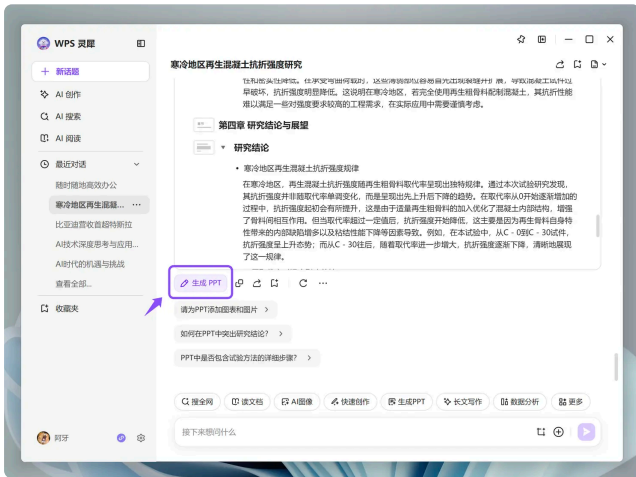 WPS 灵犀
新话题
AI 创作
AI 搜索
AI 阅读
最近对话
随时随地高效办公
寒冷地区再生混凝...
比亚迪营收首超特斯拉
AI技术深度思考与应用...
AI时代的机遇与挑战
查看全部...
收藏夹
阿牙
寒冷地区再生混凝土抗折强度研究
性和密实性降低。在承受弯曲荷载时，这些薄弱部位容易首先出现裂缝并扩展，导致混凝土试件过
早破坏，抗折强度明显降低。这说明在寒冷地区，若完全使用再生粗骨料配制混凝土，其抗折性能
难以满足一些对强度要求较高的工程需求，在实际应用中需要谨慎考虑。
第四章 研究结论与展望
研究结论
• 寒冷地区再生混凝土抗折强度规律
在寒冷地区，再生混凝土抗折强度随再生粗骨料取代率呈现出独特规律。通过本次试验研究发现，
其抗折强度并非随取代率单调变化，而是呈现出先上升后下降的趋势。在取代率从0开始逐渐增加的
过程中，抗折强度起初会有所提升，这是由于适量再生粗骨料的加入优化了混凝土内部结构，增强
了骨料间相互作用。但当取代率超过一定值后，抗折强度开始降低，这主要是因为再生骨料自身特
性带来的内部缺陷增多以及粘结性能下降等因素导致。例如，在本试验中，从C - 0到C - 30试件，
抗折强度呈上升态势；而从C - 30往后，随着取代率进一步增大，抗折强度逐渐下降，清晰地展现
了这一规律。
生成 PPT
请为PPT添加图表和图片
如何在PPT中突出研究结论？
PPT中是否包含试验方法的详细步骤？
搜全网 读文档 AI图像 快速创作 生成PPT 长文写作 数据分析 更多
接下来想问什么